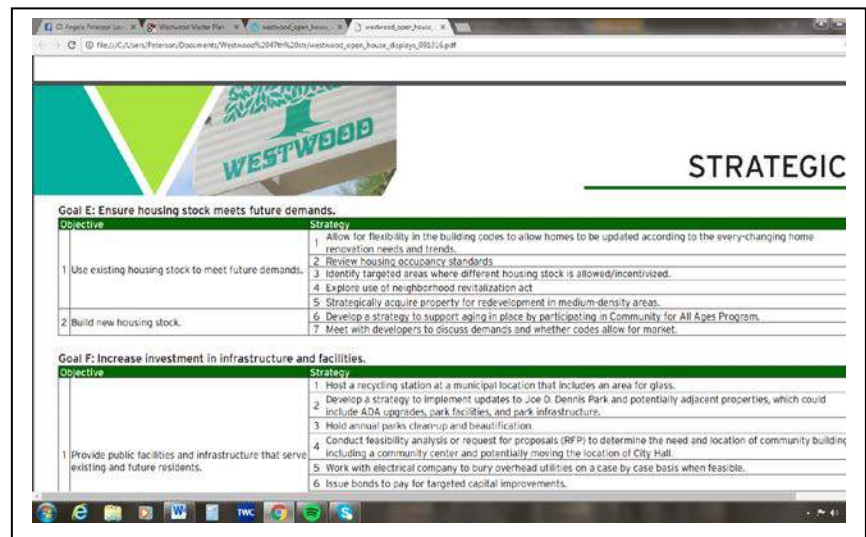 Westwood Master Plan
westwood_open_house_
westwood_open_house_
file:///C:/Users/Peterson/Documents/Westwood%2047th%20str/westwood_open_house_displays_091316.pdf
WESTWOOD
STRATEGIC
Goal E: Ensure housing stock meets future demands.
Objective Strategy
1 Allow for flexibility in the building codes to allow homes to be updated according to the every-changing home
renovation needs and trends.
2 Review housing occupancy standards
1 Use existing housing stock to meet future demands. 3 Identify targeted areas where different housing stock is allowed/incentivized.
4 Explore use of neighborhood revitalization act
5 Strategically acquire property for redevelopment in medium-density areas.
2 Build new housing stock. 6 Develop a strategy to support aging in place by participating in Community for All Ages Program.
7 Meet with developers to discuss demands and whether codes allow for market.
Goal F: Increase investment in infrastructure and facilities.
Objective Strategy
1 Host a recycling station at a municipal location that includes an area for glass.
2 Develop a strategy to implement updates to Joe D. Dennis Park and potentially adjacent properties, which could
include ADA upgrades, park facilities, and park infrastructure.
3 Hold annual parks clean-up and beautification.
4 Conduct feasibility analysis or request for proposals (RFP) to determine the need and location of community building
including a community center and potentially moving the location of City Hall.
1 Provide public facilities and infrastructure that serve
existing and future residents.
5 Work with electrical company to bury overhead utilities on a case by case basis when feasible.
6 Issue bonds to pay for targeted capital improvements.
TWC